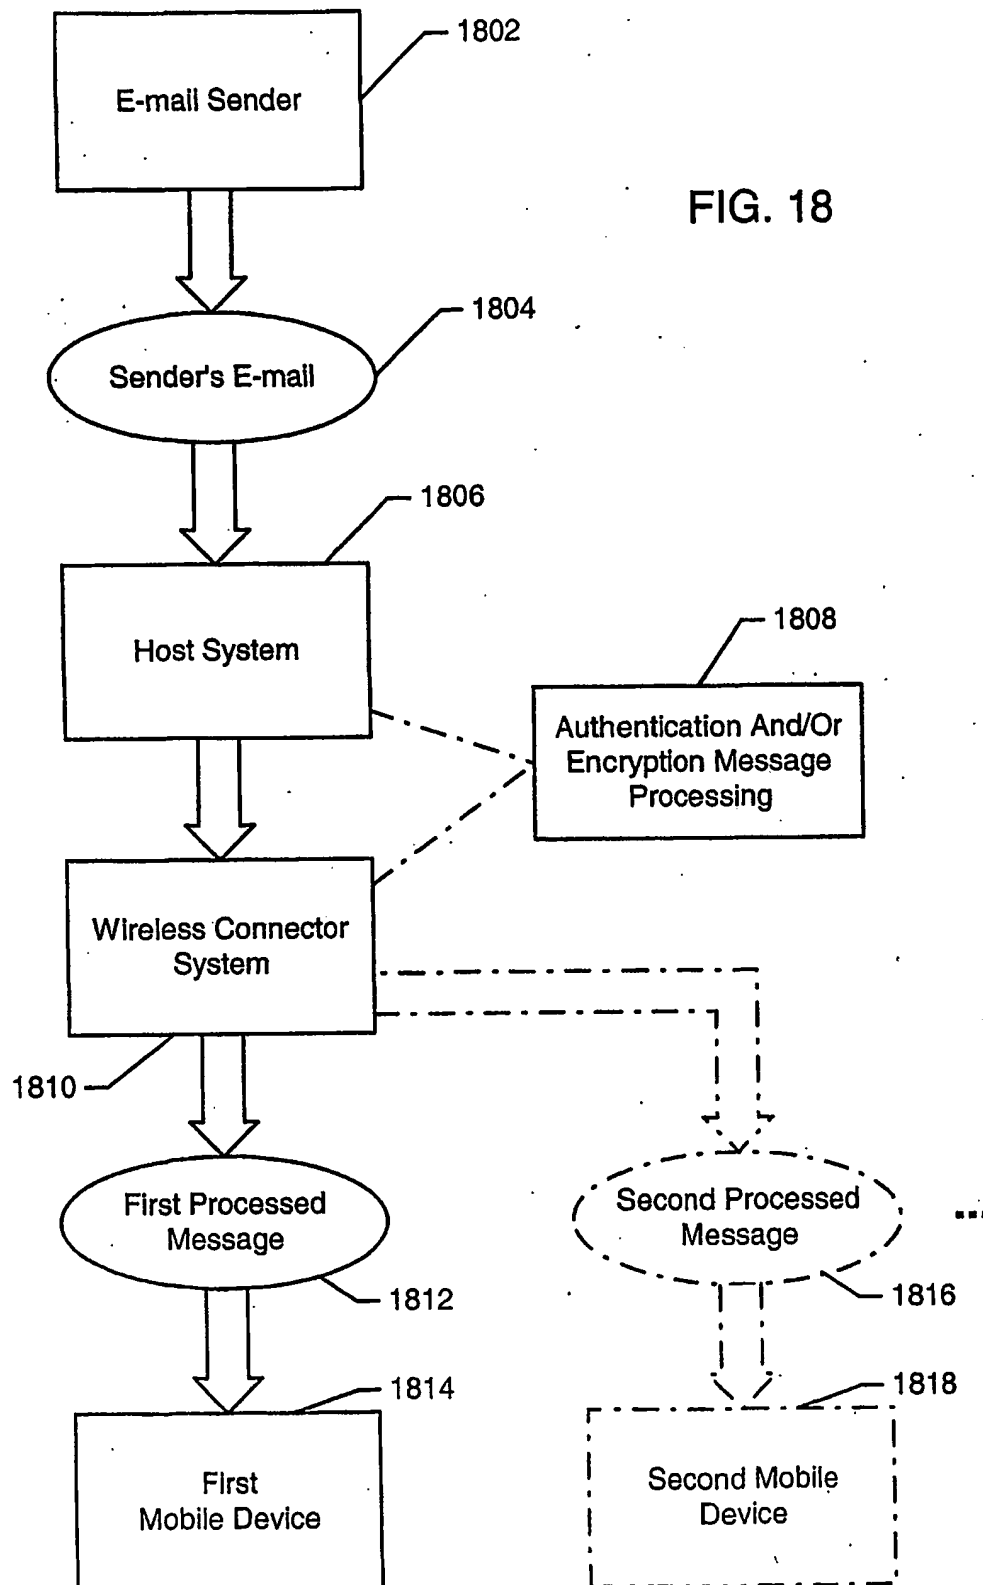 1802
E-mail Sender
FIG. 18
1804
Sender's E-mail
1806
Host System
1808
Authentication And/Or
Encryption Message
Processing
Wireless Connector
System
1810
First Processed
Message
1812
Second Processed
Message
1816
1814
First
Mobile Device
1818
Second Mobile
Device